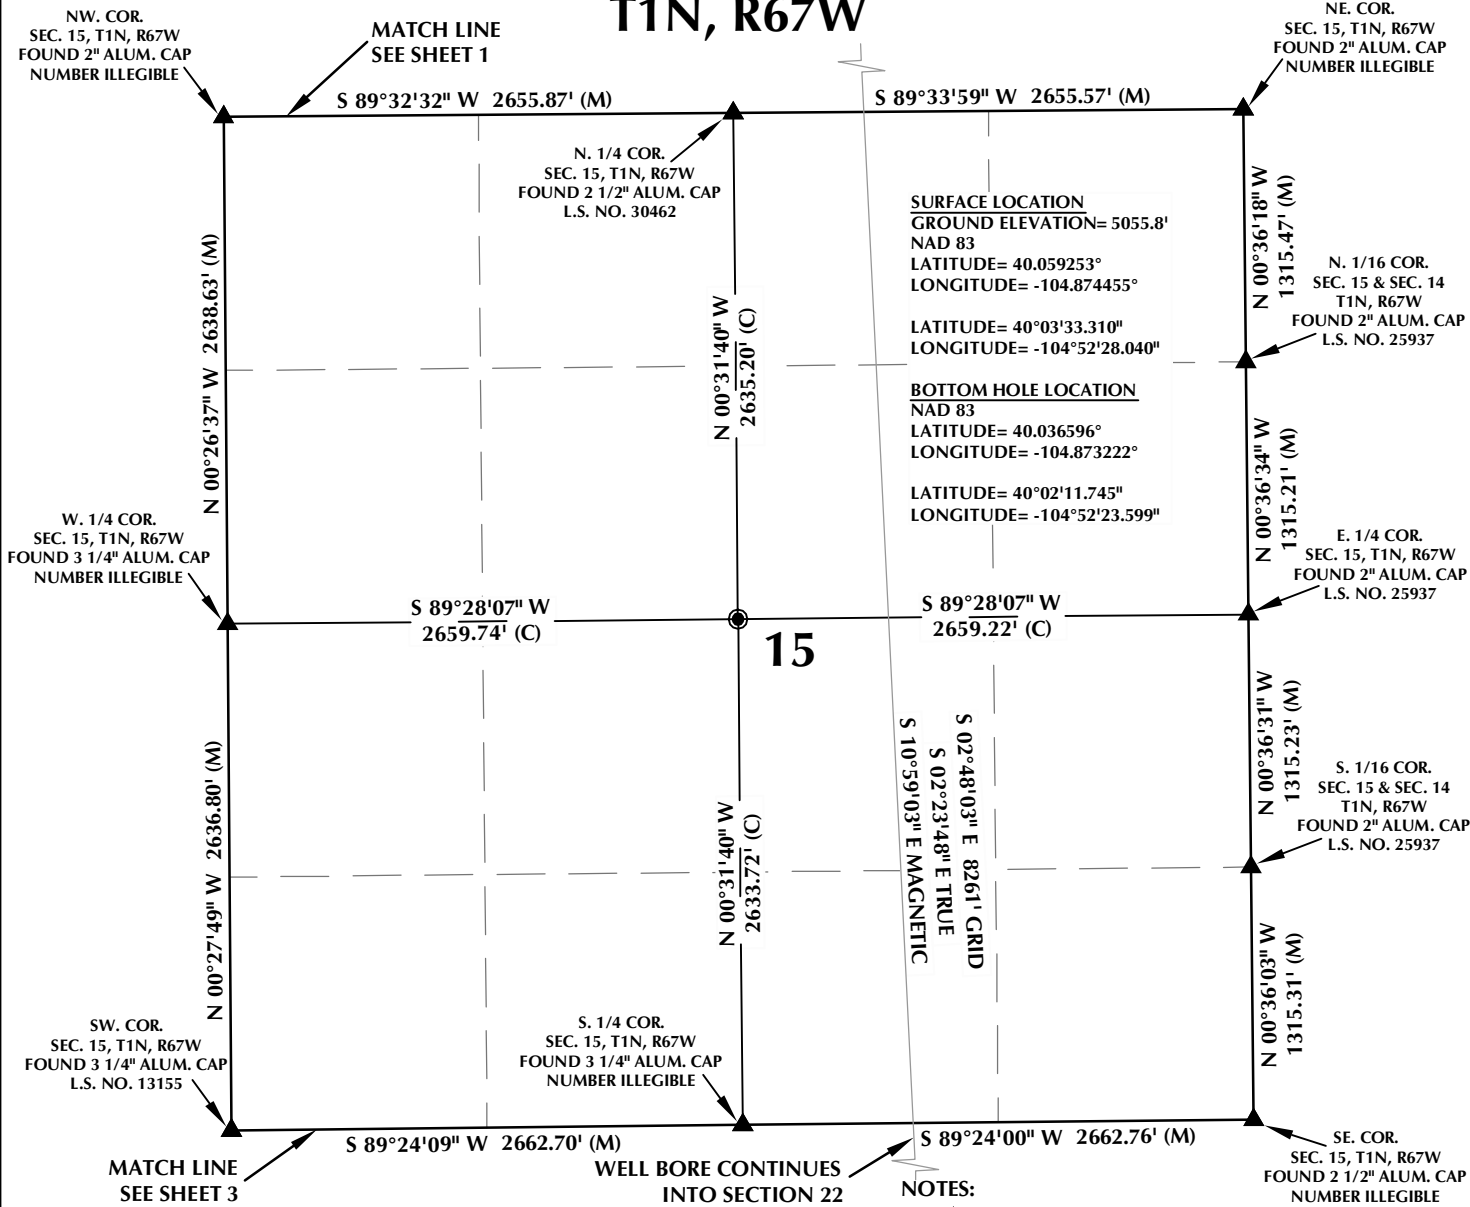 T1N, R67W
NW. COR.
SEC. 15, T1N, R67W
FOUND 2" ALUM. CAP
NUMBER ILLEGIBLE
MATCH LINE
SEE SHEET 1
NE. COR.
SEC. 15, T1N, R67W
FOUND 2" ALUM. CAP
NUMBER ILLEGIBLE
S 89°32'32" W 2655.87' (M)
S 89°33'59" W 2655.57' (M)
N. 1/4 COR.
SEC. 15, T1N, R67W
FOUND 2 1/2" ALUM. CAP
L.S. NO. 30462
SURFACE LOCATION
GROUND ELEVATION= 5055.8'
NAD 83
LATITUDE= 40.059253°
LONGITUDE= -104.874455°
LATITUDE= 40°03'33.310"
LONGITUDE= -104°52'28.040"
BOTTOM HOLE LOCATION
NAD 83
LATITUDE= 40.036596°
LONGITUDE= -104.873222°
LATITUDE= 40°02'11.745"
LONGITUDE= -104°52'23.599"
N 00°36'18" W
1315.47' (M)
N. 1/16 COR.
SEC. 15 & SEC. 14
T1N, R67W
FOUND 2" ALUM. CAP
L.S. NO. 25937
N 00°26'37" W 2638.63' (M)
N 00°31'40" W
2635.20' (C)
N 00°36'34" W
1315.21' (M)
W. 1/4 COR.
SEC. 15, T1N, R67W
FOUND 3 1/4" ALUM. CAP
NUMBER ILLEGIBLE
E. 1/4 COR.
SEC. 15, T1N, R67W
FOUND 2" ALUM. CAP
L.S. NO. 25937
S 89°28'07" W
2659.74' (C)
S 89°28'07" W
2659.22' (C)
15
N 00°27'49" W 2636.80' (M)
N 00°31'40" W
2633.72' (C)
S 02°48'03" E 8261' GRID
S 02°23'48" E TRUE
S 10°59'03" E MAGNETIC
N 00°36'31" W
1315.23' (M)
S. 1/16 COR.
SEC. 15 & SEC. 14
T1N, R67W
FOUND 2" ALUM. CAP
L.S. NO. 25937
N 00°36'03" W
1315.31' (M)
SW. COR.
SEC. 15, T1N, R67W
FOUND 3 1/4" ALUM. CAP
L.S. NO. 13155
S. 1/4 COR.
SEC. 15, T1N, R67W
FOUND 3 1/4" ALUM. CAP
NUMBER ILLEGIBLE
S 89°24'09" W 2662.70' (M)
S 89°24'00" W 2662.76' (M)
MATCH LINE
SEE SHEET 3
WELL BORE CONTINUES
INTO SECTION 22
NOTES:
SE. COR.
SEC. 15, T1N, R67W
FOUND 2 1/2" ALUM. CAP
NUMBER ILLEGIBLE